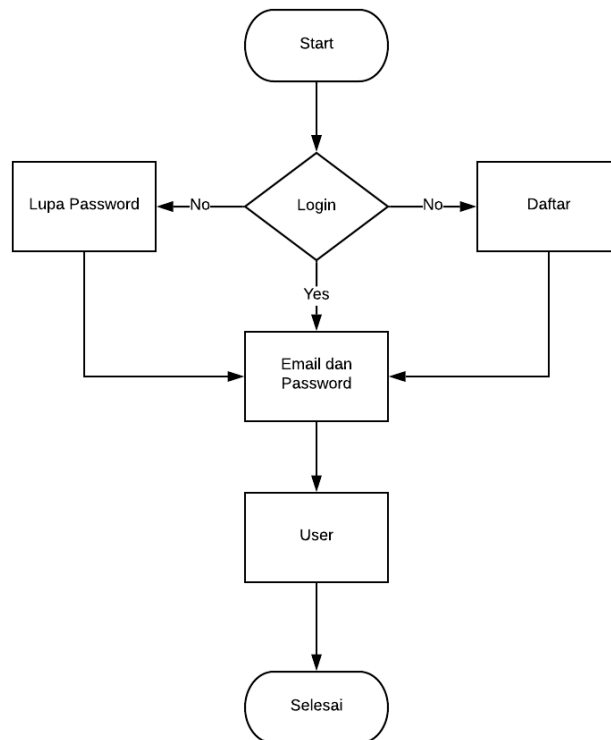 Start
Lupa Password
No
Login
No
Daftar
Yes
Email dan
Password
User
Selesai